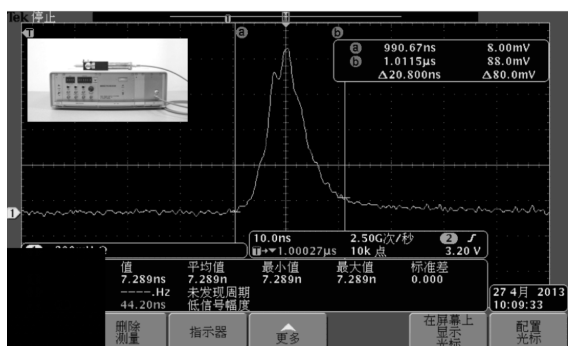 Tek 停止
a 990.67ns 8.00mV
b 1.0115µs 88.0mV
Δ20.800ns Δ80.0mV
10.0ns 2.50G次/秒 2
1.00027µs 10k 点 3.20 V
值 平均值 最小值 最大值 标准差
7.289ns 7.289n 7.289n 7.289n 0.000
----.Hz 未发现周期
44.20ns 低信号幅度
27 4月 2013
10:09:33
删除 测量
指示器
更多
在屏幕上 显示 光标
配置 光标